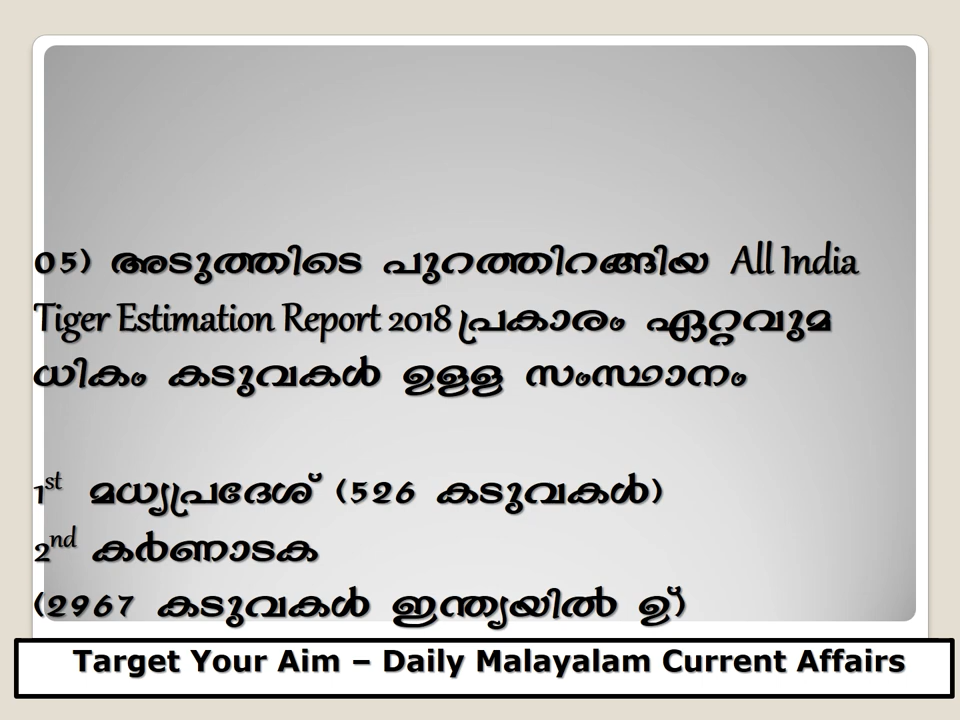 05) അടുത്തിടെ പുറത്തിറങ്ങിയ All India
Tiger Estimation Report 2018 പ്രകാരം ഏറ്റവുമ
ധികം കടുവകൾ ഉളള സംസ്ഥാനം
1st മധ്യപ്രദേശ് (526 കടുവകൾ)
2nd കർണാടക
(2967 കടുവകൾ ഇന്ത്യയിൽ ഉ്)
Target Your Aim – Daily Malayalam Current Affairs